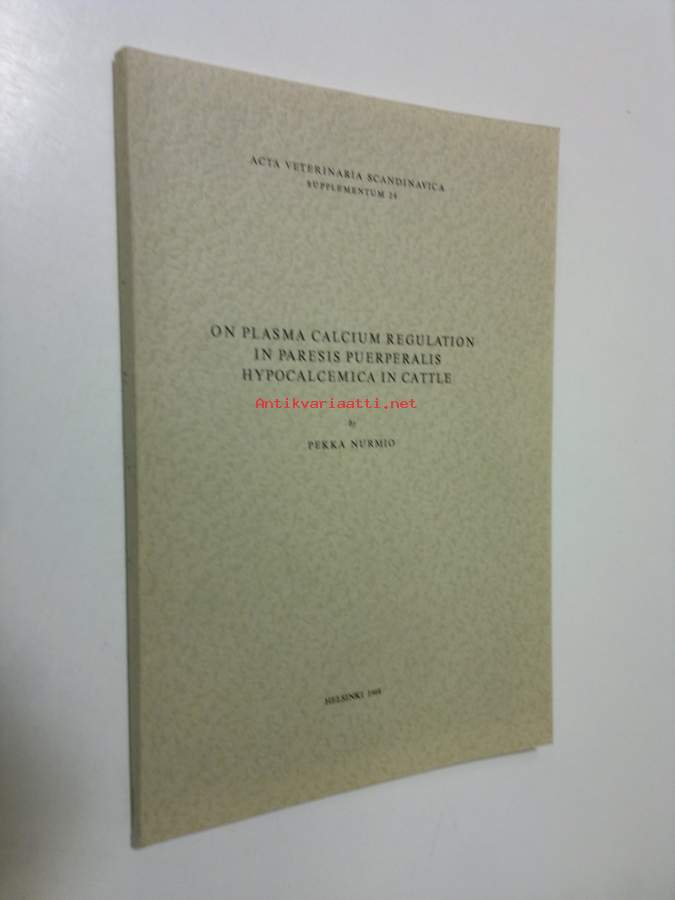 ACTA VETERINARIA SCANDINAVICA
SUPPLEMENTUM
ON PLASMA CALCIUM REGULATION
IN PARESIS PUERPERALIS
HYPOCALCEMICA IN CATTLE
Antikvariaatti.net
by
PEKKA NURMIO
HELSINKI